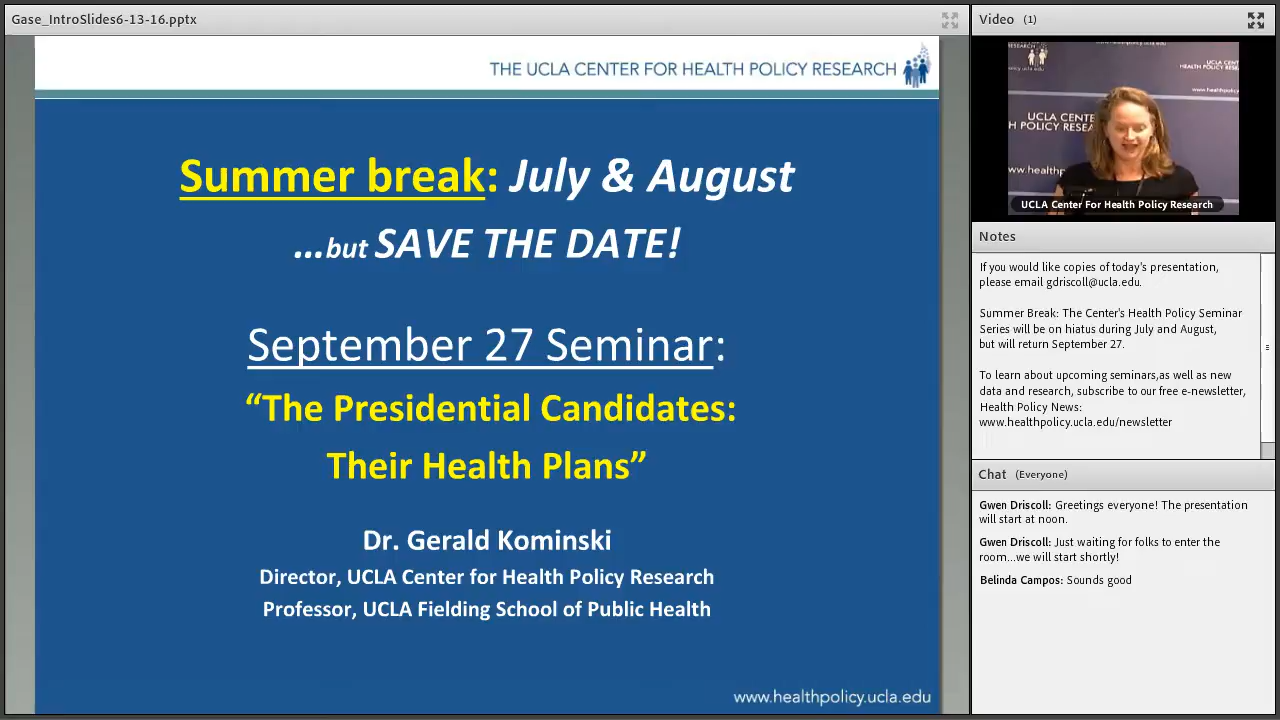 Gase_IntroSlides6-13-16.pptx
THE UCLA CENTER FOR HEALTH POLICY RESEARCH
Summer break: July & August
...but SAVE THE DATE!
September 27 Seminar:
“The Presidential Candidates:
Their Health Plans”
Dr. Gerald Kominski
Director, UCLA Center for Health Policy Research
Professor, UCLA Fielding School of Public Health
www.healthpolicy.ucla.edu
Video (1)
UCLA CENTE
POLICY RESEA
www.he
UCLA Center For Health Policy Research
Notes
If you would like copies of today's presentation,
please email gdriscoll@ucla.edu.
Summer Break: The Center's Health Policy Seminar
Series will be on hiatus during July and August,
but will return September 27.
To learn about upcoming seminars,as well as new
data and research, subscribe to our free e-newsletter,
Health Policy News:
www.healthpolicy.ucla.edu/newsletter
Chat (Everyone)
Gwen Driscoll: Greetings everyone! The presentation
will start at noon.
Gwen Driscoll: Just waiting for folks to enter the
room...we will start shortly!
Belinda Campos: Sounds good